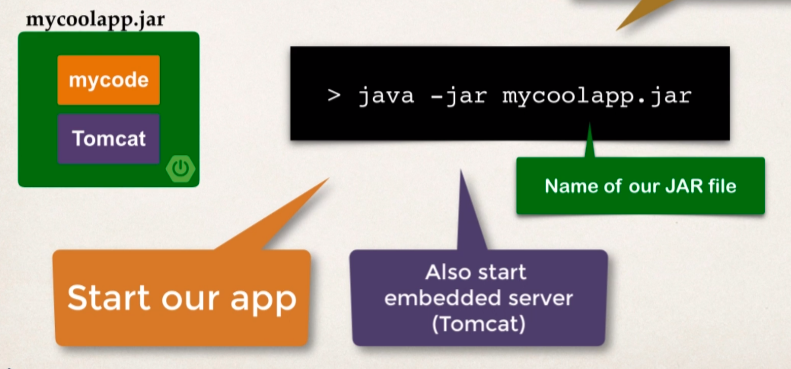 mycoolapp.jar
mycode
Tomcat
> java -jar mycoolapp.jar
Name of our JAR file
Start our app
Also start
embedded server
(Tomcat)